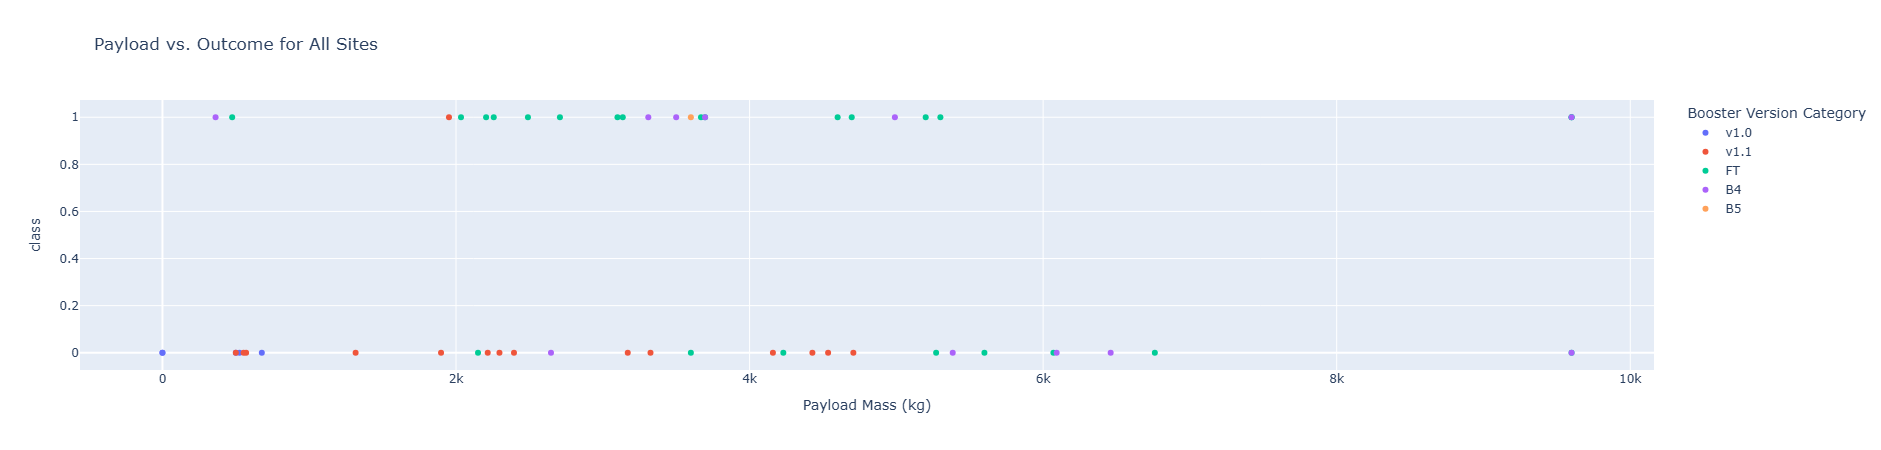 Payload vs. Outcome for All Sites
1
0.8
0.6
0.4
0.2
0
class
0 2k 4k 6k 8k 10k
Payload Mass (kg)
Booster Version Category
v1.0
v1.1
FT
B4
B5